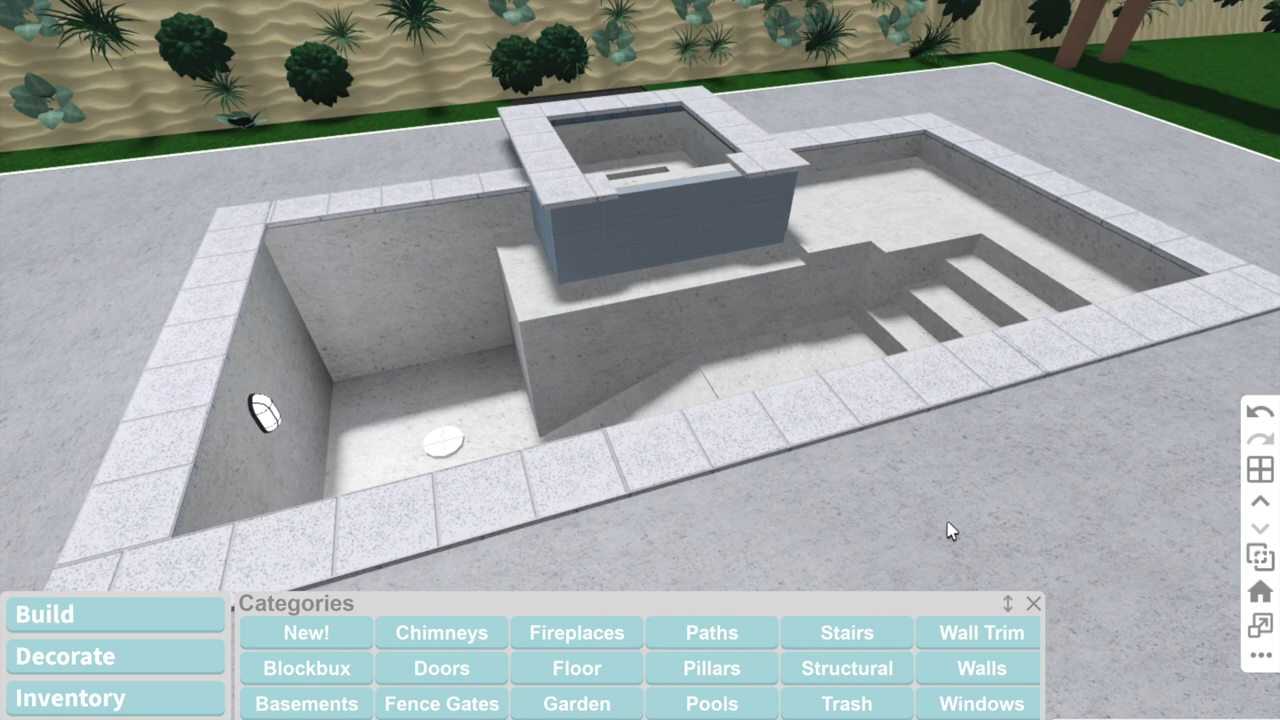 Build
Decorate
Inventory
Categories
New! Chimneys Fireplaces Paths Stairs Wall Trim
Blockbux Doors Floor Pillars Structural Walls
Basements Fence Gates Garden Pools Trash Windows